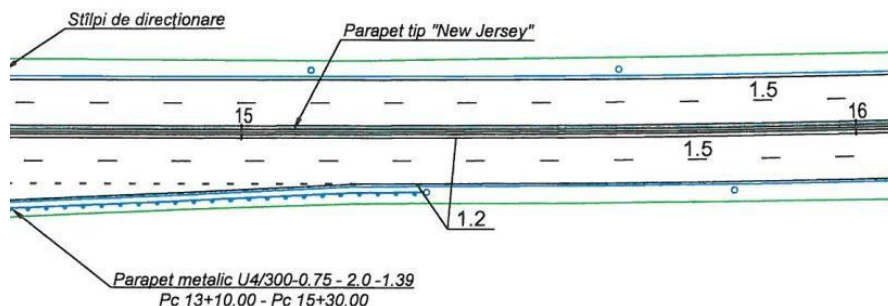 Stîlpi de direcționare
Parapet tip "New Jersey"
1.5
15
16
1.5
1.2
Parapet metalic U4/300-0.75 - 2.0 -1.39
Pc 13+10.00 - Pc 15+30.00